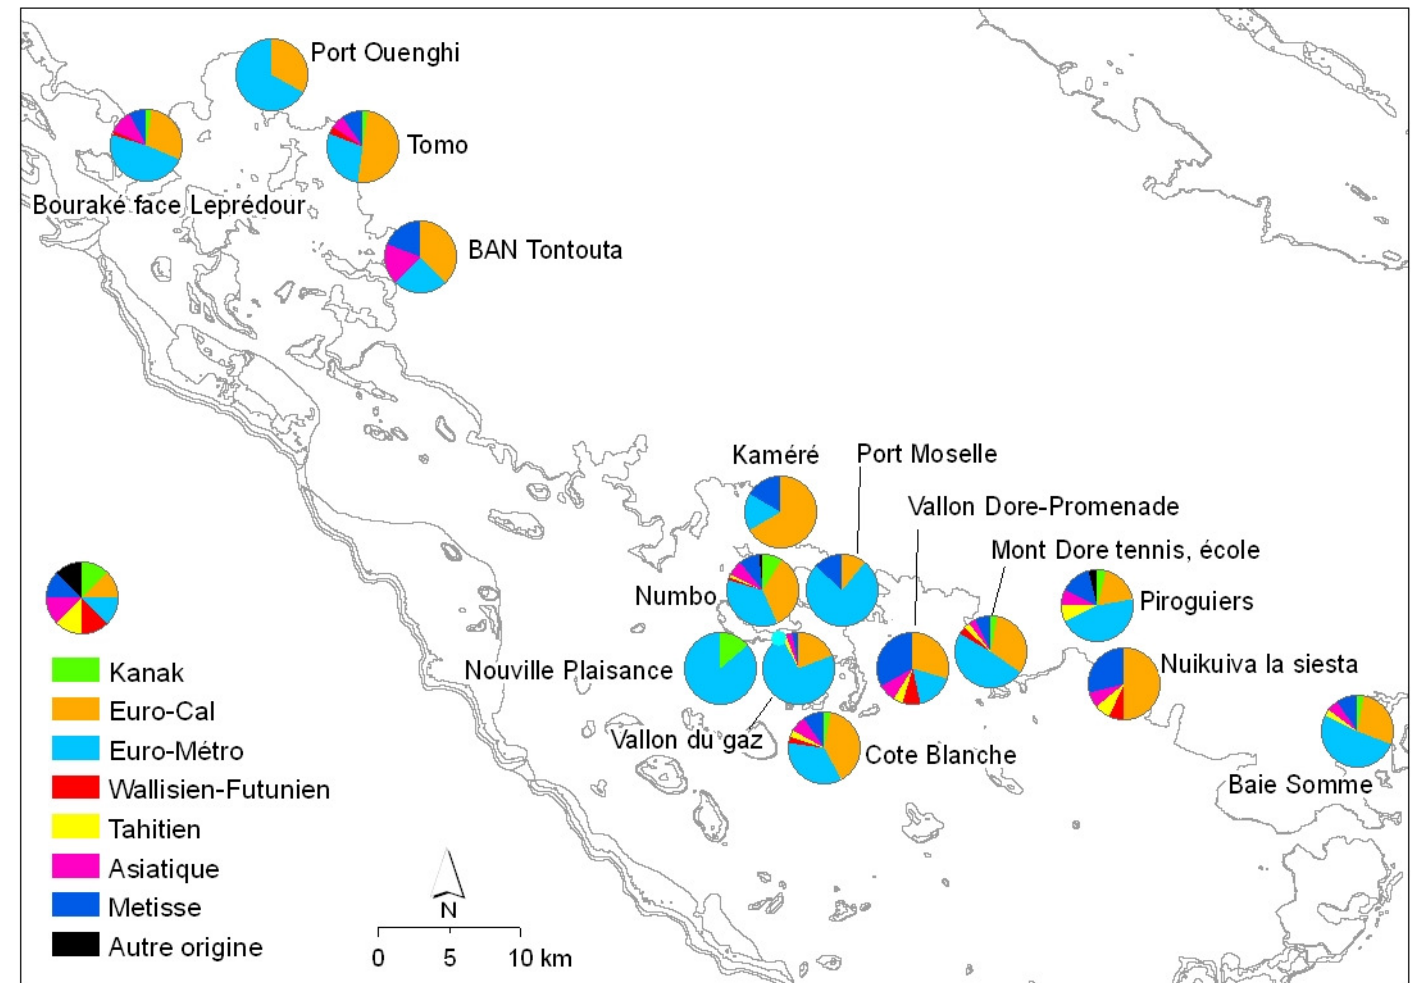 Port Ouenghi
Tomo
Bouraké face Leprédour
BAN Tontouta
Kaméré
Port Moselle
Vallon Dore-Promenade
Mont Dore tennis, école
Numbo
Piroguiers
Nouville Plaisance
Nuikuiva la siesta
Vallon du gaz
Cote Blanche
Baie Somme
Kanak
Euro-Cal
Euro-Métro
Wallisien-Futunien
Tahitien
Asiatique
Metisse
Autre origine
N
0 5 10 km